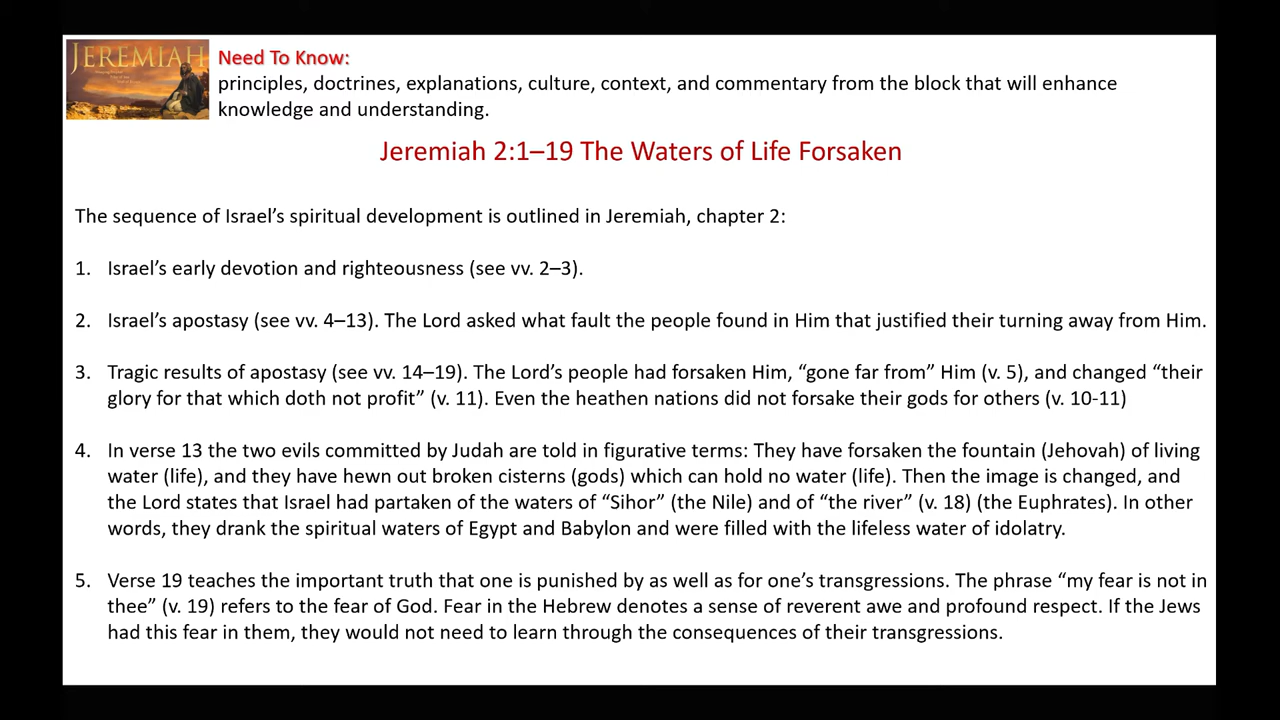 JEREMIAH
Need To Know:
principles, doctrines, explanations, culture, context, and commentary from the block that will enhance
knowledge and understanding.
Jeremiah 2:1–19 The Waters of Life Forsaken
The sequence of Israel’s spiritual development is outlined in Jeremiah, chapter 2:
1. Israel’s early devotion and righteousness (see vv. 2–3).
2. Israel’s apostasy (see vv. 4–13). The Lord asked what fault the people found in Him that justified their turning away from Him.
3. Tragic results of apostasy (see vv. 14–19). The Lord’s people had forsaken Him, “gone far from” Him (v. 5), and changed “their
glory for that which doth not profit” (v. 11). Even the heathen nations did not forsake their gods for others (v. 10-11)
4. In verse 13 the two evils committed by Judah are told in figurative terms: They have forsaken the fountain (Jehovah) of living
water (life), and they have hewn out broken cisterns (gods) which can hold no water (life). Then the image is changed, and
the Lord states that Israel had partaken of the waters of “Sihor” (the Nile) and of “the river” (v. 18) (the Euphrates). In other
words, they drank the spiritual waters of Egypt and Babylon and were filled with the lifeless water of idolatry.
5. Verse 19 teaches the important truth that one is punished by as well as for one’s transgressions. The phrase “my fear is not in
thee” (v. 19) refers to the fear of God. Fear in the Hebrew denotes a sense of reverent awe and profound respect. If the Jews
had this fear in them, they would not need to learn through the consequences of their transgressions.